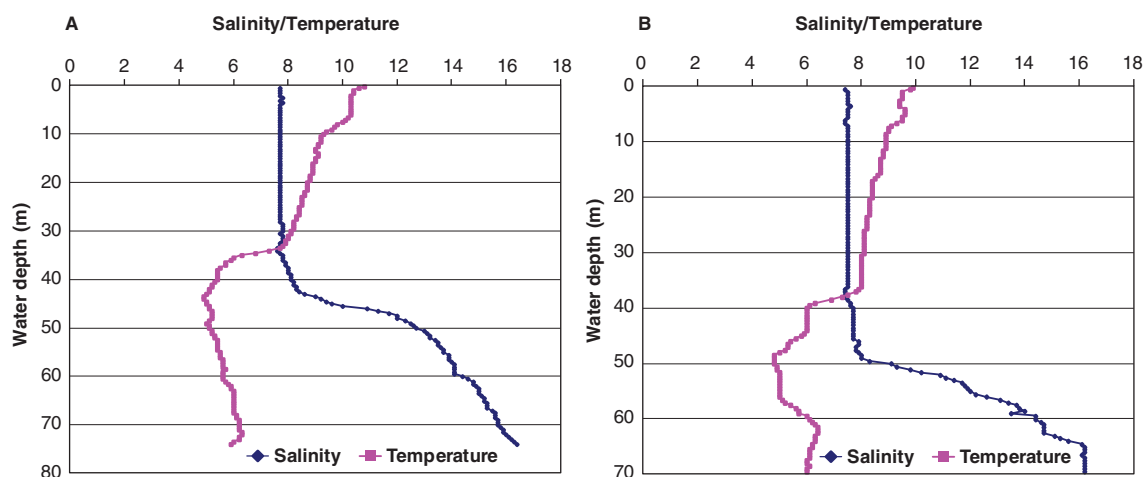 A Salinity/Temperature
0 2 4 6 8 10 12 14 16 18
0
10
20
30
40
50
60
70
80
Water depth (m)
Salinity Temperature
B Salinity/Temperature
0 2 4 6 8 10 12 14 16 18
0
10
20
30
40
50
60
70
Water depth (m)
Salinity Temperature